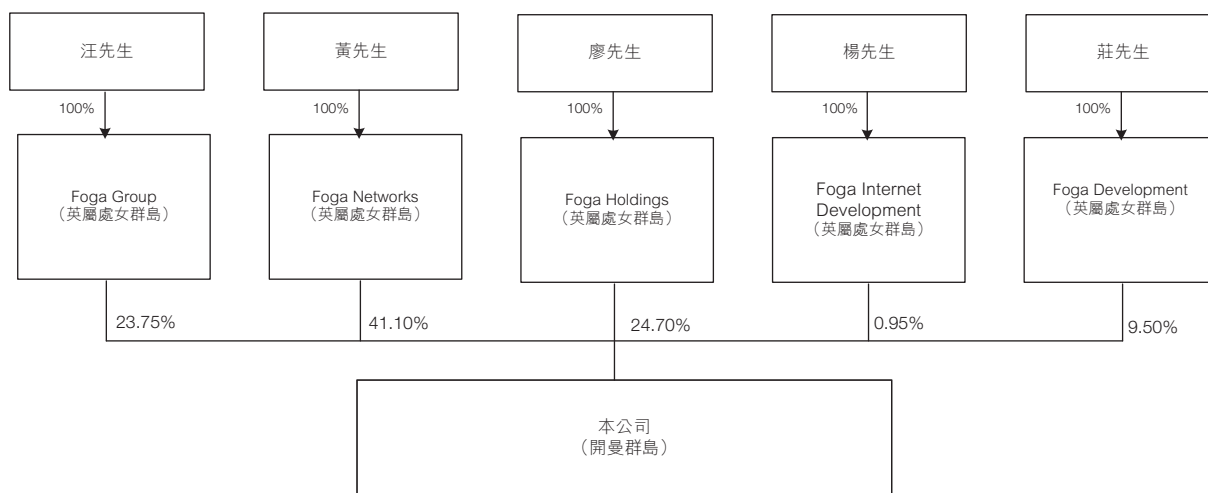 汪先生
黃先生
廖先生
楊先生
莊先生
100%
100%
100%
100%
100%
Foga Group
（英屬處女群島）
Foga Networks
（英屬處女群島）
Foga Holdings
（英屬處女群島）
Foga Internet
Development
（英屬處女群島）
Foga Development
（英屬處女群島）
23.75%
41.10%
24.70%
0.95%
9.50%
本公司
（開曼群島）